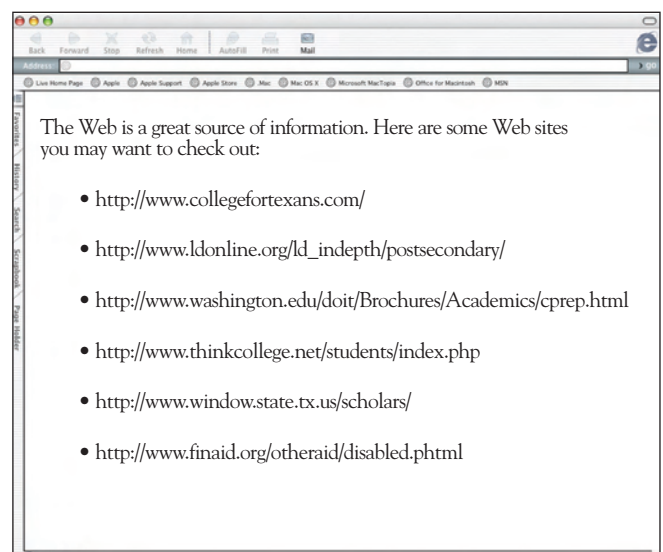 Back Forward Stop Refresh Home AutoFill Print Mail
Address: go
Live Home Page Apple Apple Support Apple Store .Mac Mac OS X Microsoft MacTopia Office for Macintosh MSN
Favorites
History
Search
Scrapbook
Page Holder
The Web is a great source of information. Here are some Web sites
you may want to check out:
• http://www.collegefortexans.com/
• http://www.ldonline.org/ld_indepth/postsecondary/
• http://www.washington.edu/doit/Brochures/Academics/cprep.html
• http://www.thinkcollege.net/students/index.php
• http://www.window.state.tx.us/scholars/
• http://www.finaid.org/otheraid/disabled.phtml